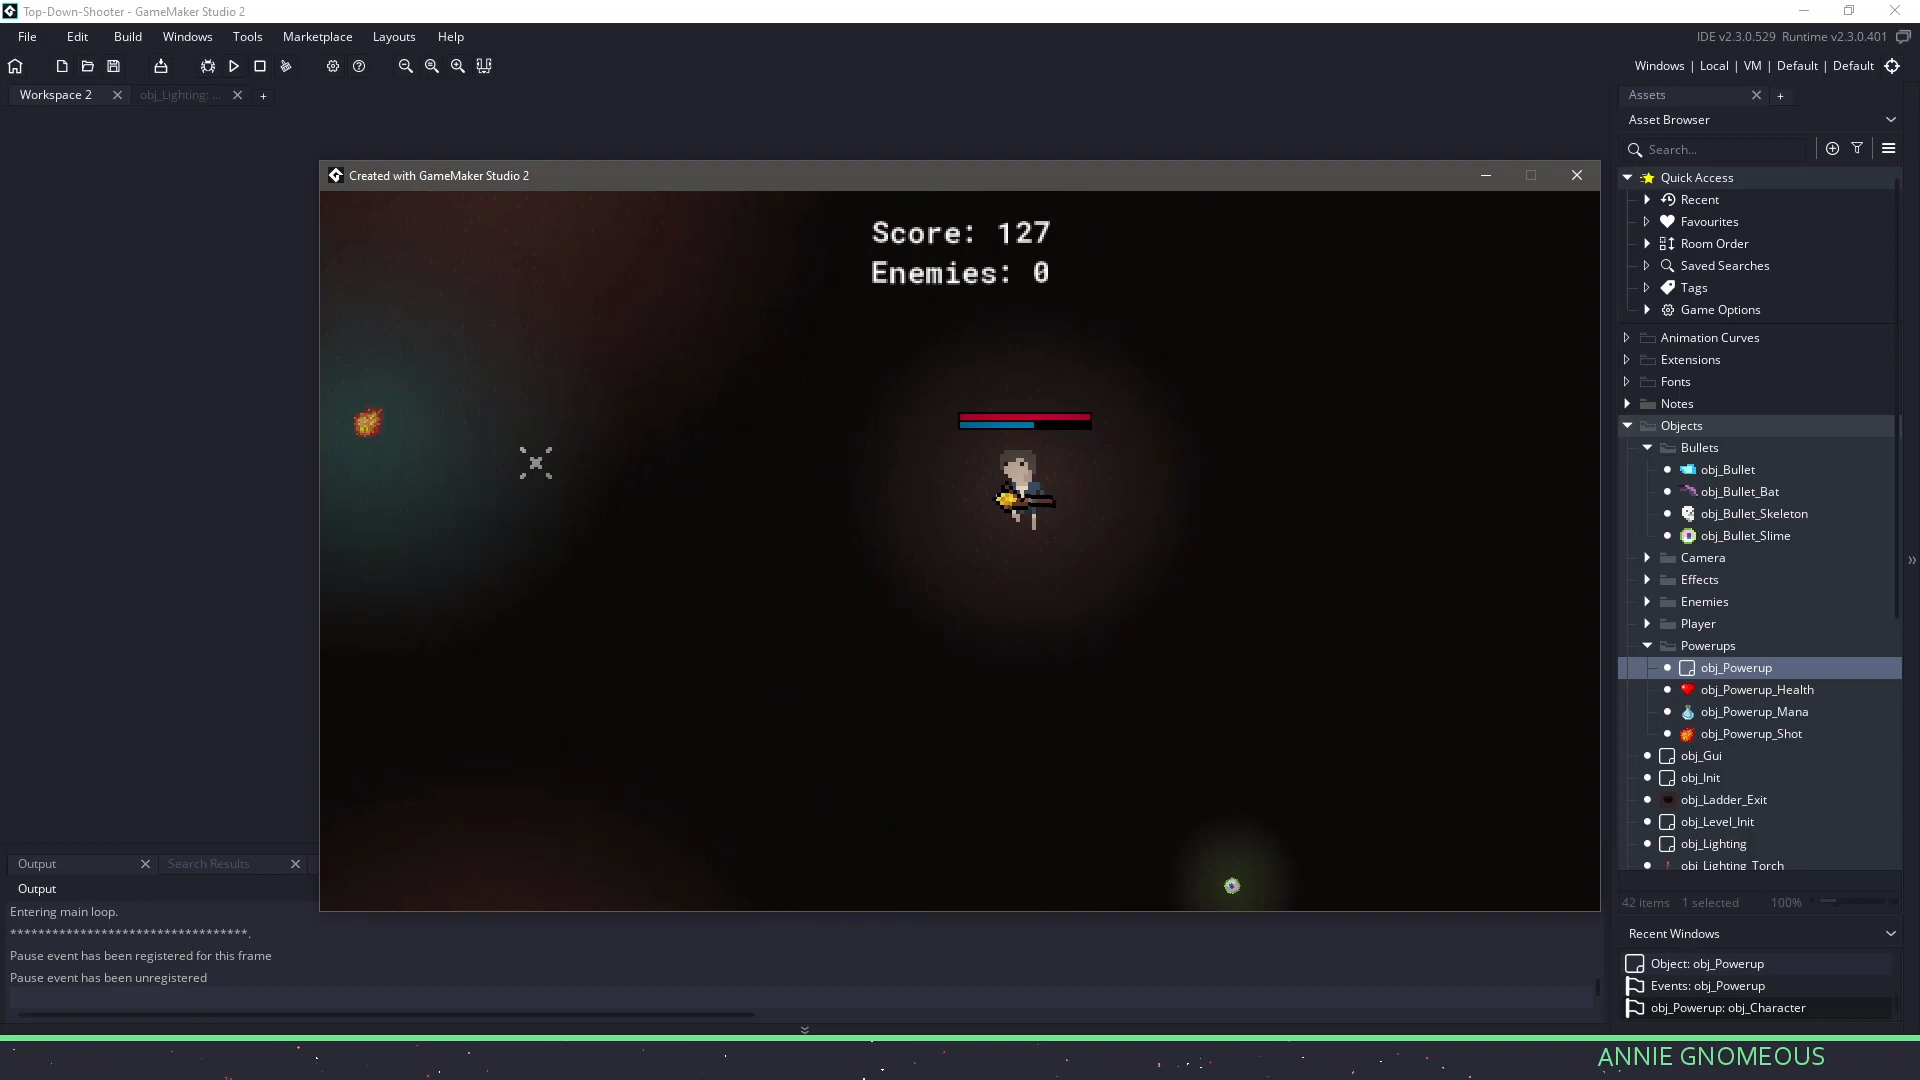 Top-Down-Shooter - GameMaker Studio 2
File Edit Build Windows Tools Marketplace Layouts Help
IDE v2.3.0.529 Runtime v2.3.0.401
Windows | Local | VM | Default | Default
Workspace 2
obj_Lighting: ...
Assets
Asset Browser
Search...
Created with GameMaker Studio 2
Score: 127
Enemies: 0
Quick Access
Recent
Favourites
Room Order
Saved Searches
Tags
Game Options
Animation Curves
Extensions
Fonts
Notes
Objects
Bullets
obj_Bullet
obj_Bullet_Bat
obj_Bullet_Skeleton
obj_Bullet_Slime
Camera
Effects
Enemies
Player
Powerups
obj_Powerup
obj_Powerup_Health
obj_Powerup_Mana
obj_Powerup_Shot
obj_Gui
obj_Init
obj_Ladder_Exit
obj_Level_Init
obj_Lighting
obj_Lighting_Torch
42 items 1 selected 100%
Recent Windows
Object: obj_Powerup
Events: obj_Powerup
obj_Powerup: obj_Character
Output
Search Results
Output
Entering main loop.
**********************************.
Pause event has been registered for this frame
Pause event has been unregistered
ANNIE GNOMEOUS